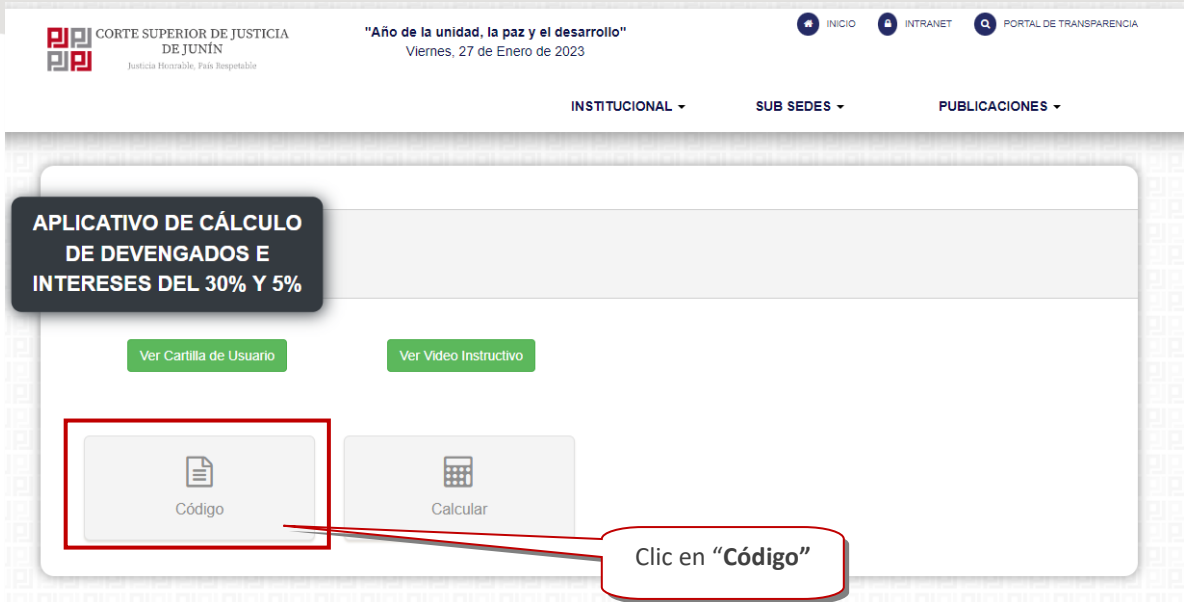 CORTE SUPERIOR DE JUSTICIA
DE JUNÍN
Justicia Honrable, País Respetable
"Año de la unidad, la paz y el desarrollo"
Viernes, 27 de Enero de 2023
INICIO
INTRANET
PORTAL DE TRANSPARENCIA
INSTITUCIONAL
SUB SEDES
PUBLICACIONES
APLICATIVO DE CÁLCULO
DE DEVENGADOS E
INTERESES DEL 30% Y 5%
Ver Cartilla de Usuario
Ver Video Instructivo
Código
Calcular
Clic en “Código”